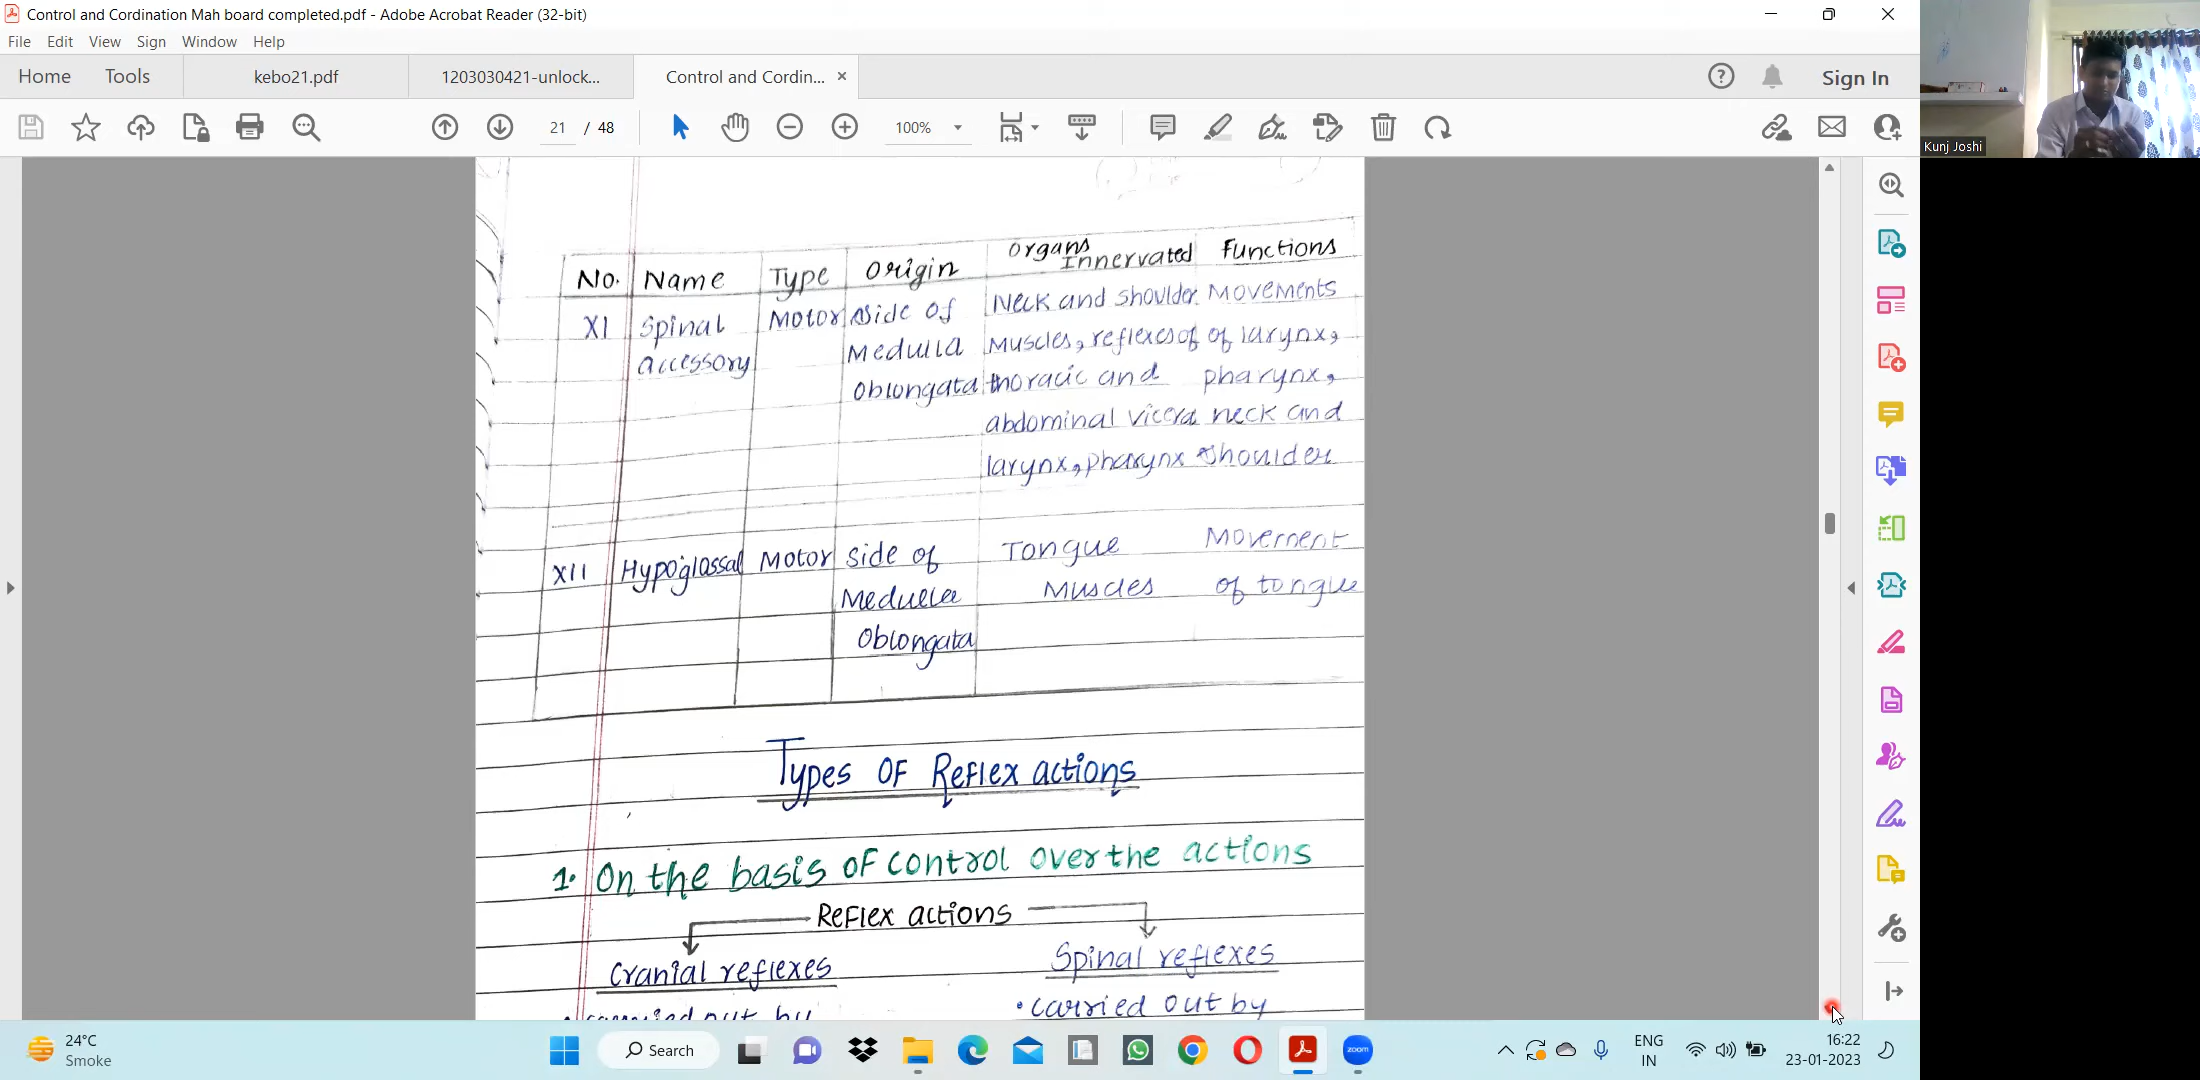 Control and Cordination Mah board completed.pdf - Adobe Acrobat Reader (32-bit)
File Edit View Sign Window Help
Home Tools kebo21.pdf 1203030421-unlock... Control and Cordin... × Sign In
21 / 48 100%
Kunj Joshi
No. Name Type Origin Organs Innervated Functions
XI Spinal Motor Side of Neck and shoulder Movements
accessory Medulla Muscles, reflexes of of larynx,
Oblongata thoracic and pharynx,
abdominal vicera neck and
larynx, pharynx shoulder
XII Hypoglossal Motor Side of Tongue Movement
Medulla Muscles of tongue
Oblongata
Types OF Reflex actions
1. On the basis of control over the actions
Reflex actions
Cranial reflexes Spinal reflexes
• carried out by • carried out by
24°C
Smoke
Search
zoom
ENG
IN
16:22
23-01-2023